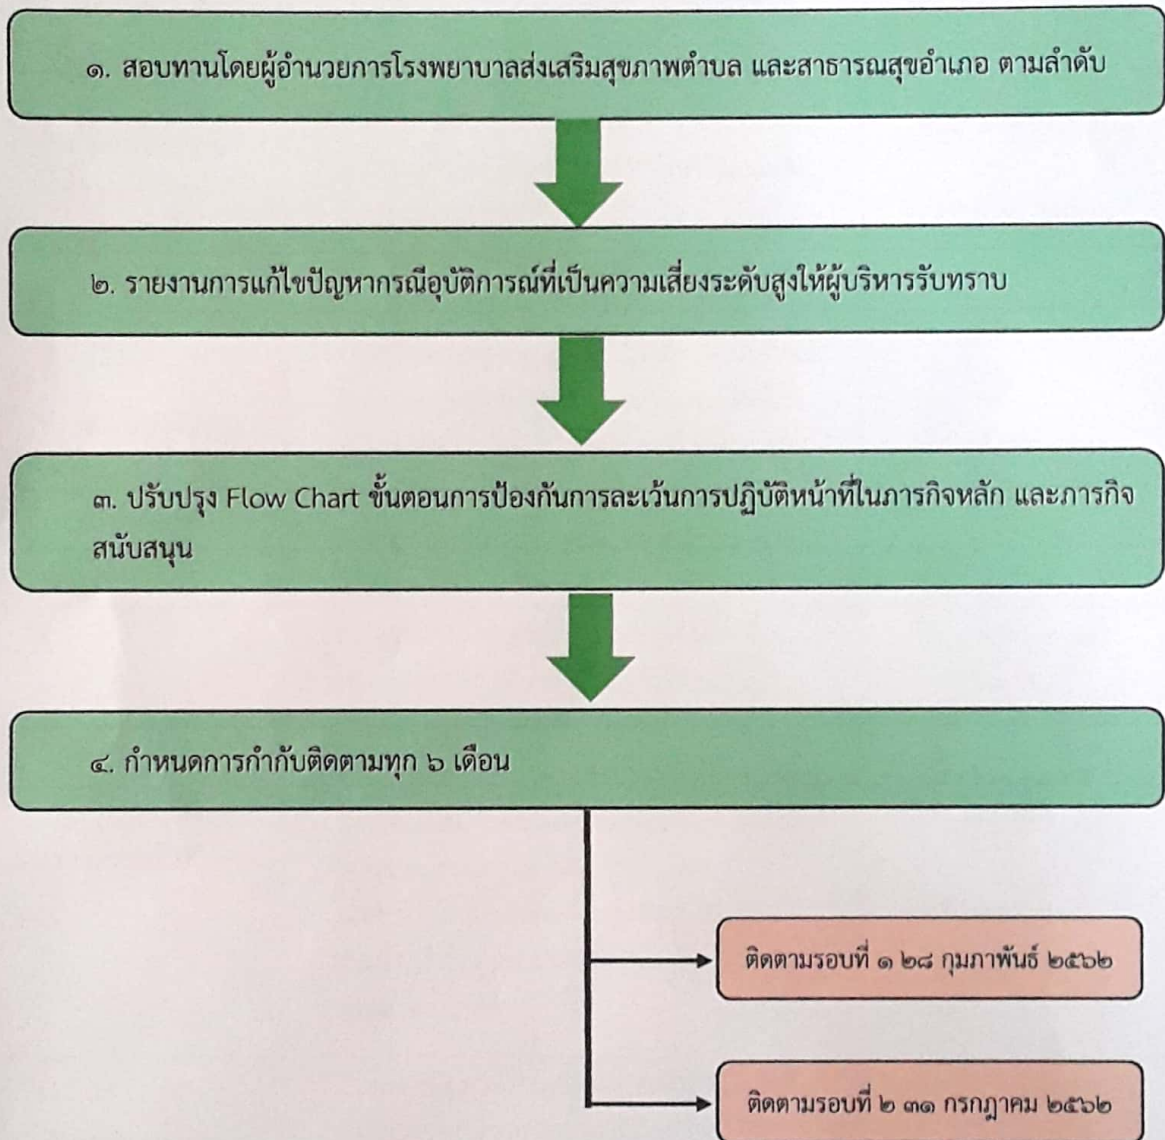 ๑. สอบทานโดยผู้อำนวยการโรงพยาบาลส่งเสริมสุขภาพตำบล และสาธารณสุขอำเภอ ตามลำดับ
๒. รายงานการแก้ไขปัญหากรณีอุบัติการณ์ที่เป็นความเสี่ยงระดับสูงให้ผู้บริหารรับทราบ
๓. ปรับปรุง Flow Chart ขั้นตอนการป้องกันการละเว้นการปฏิบัติหน้าที่ในภารกิจหลัก และภารกิจ
สนับสนุน
๔. กำหนดการกำกับติดตามทุก ๖ เดือน
ติดตามรอบที่ ๑ ๒๘ กุมภาพันธ์ ๒๕๖๒
ติดตามรอบที่ ๒ ๓๑ กรกฎาคม ๒๕๖๒